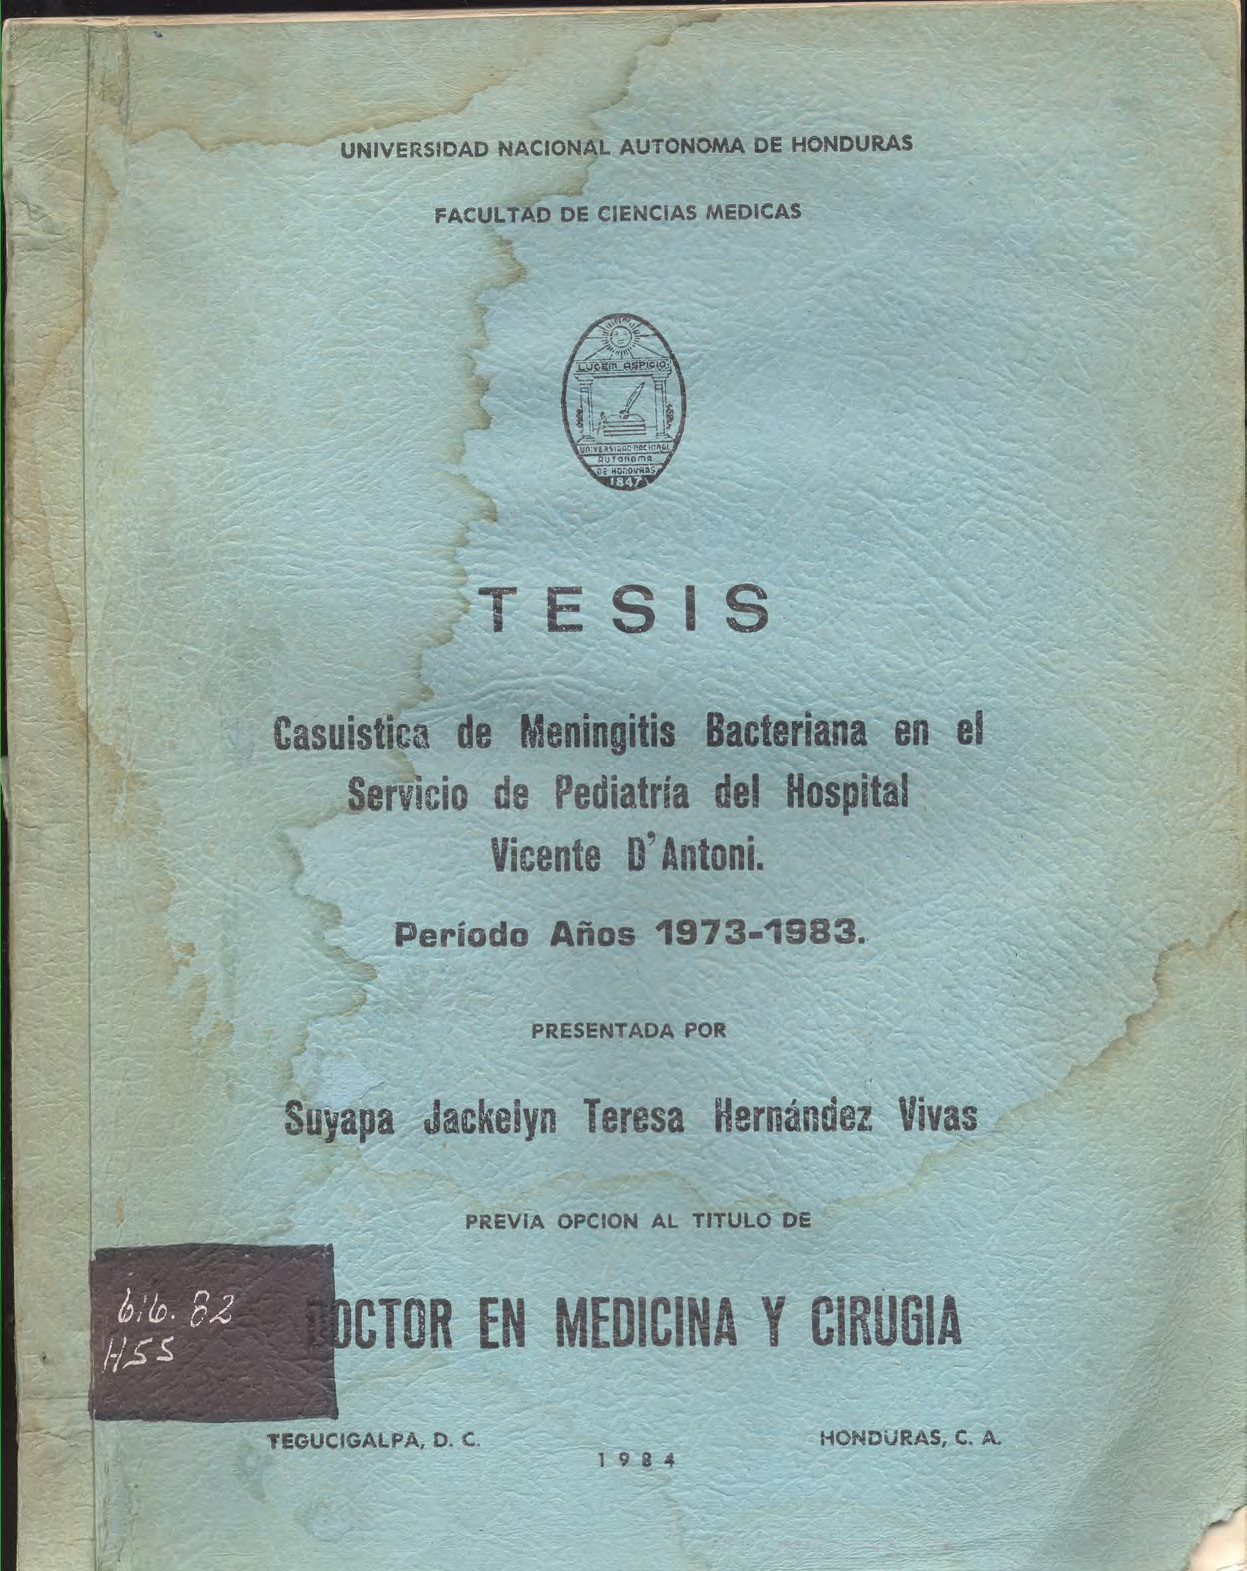 UNIVERSIDAD NACIONAL AUTONOMA DE HONDURAS
FACULTAD DE CIENCIAS MEDICAS
LUCEM ASPICIO
UNIVERSIDAD NACIONAL
AUTONOMA
DE HONDURAS
1847
TESIS
Casuistica de Meningitis Bacteriana en el
Servicio de Pediatría del Hospital
Vicente D'Antoni.
Período Años 1973-1983.
PRESENTADA POR
Suyapa Jackelyn Teresa Hernández Vivas
PREVIA OPCION AL TITULO DE
616.82
H55
DOCTOR EN MEDICINA Y CIRUGIA
TEGUCIGALPA, D. C. HONDURAS, C. A.
1984